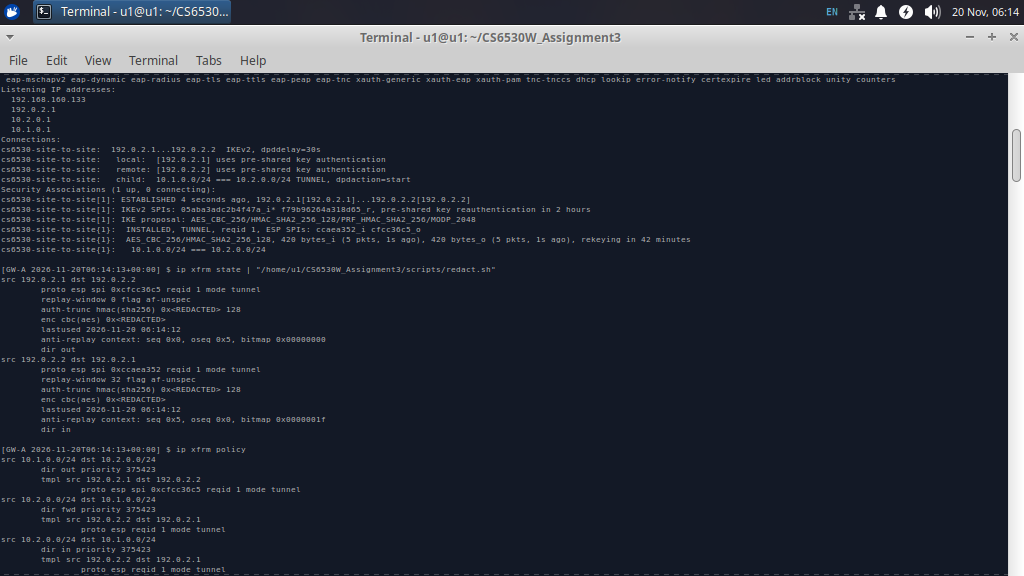 Terminal - u1@u1: ~/CS6530...
EN
20 Nov, 06:14
Terminal - u1@u1: ~/CS6530W_Assignment3
File Edit View Terminal Tabs Help
eap-mschapv2 eap-dynamic eap-radius eap-tls eap-ttls eap-peap eap-tnc xauth-generic xauth-eap xauth-pam tnc-tnccs dhcp lookip error-notify certexpire led addrblock unity counters
Listening IP addresses:
  192.168.160.133
  192.0.2.1
  10.2.0.1
  10.1.0.1
Connections:
cs6530-site-to-site:  192.0.2.1...192.0.2.2  IKEv2, dpddelay=30s
cs6530-site-to-site:   local:  [192.0.2.1] uses pre-shared key authentication
cs6530-site-to-site:   remote: [192.0.2.2] uses pre-shared key authentication
cs6530-site-to-site:   child:  10.1.0.0/24 === 10.2.0.0/24 TUNNEL, dpdaction=start
Security Associations (1 up, 0 connecting):
cs6530-site-to-site[1]: ESTABLISHED 4 seconds ago, 192.0.2.1[192.0.2.1]...192.0.2.2[192.0.2.2]
cs6530-site-to-site[1]: IKEv2 SPIs: 05aba3adc2b4f47a_i* f79b96264a318d65_r, pre-shared key reauthentication in 2 hours
cs6530-site-to-site[1]: IKE proposal: AES_CBC_256/HMAC_SHA2_256_128/PRF_HMAC_SHA2_256/MODP_2048
cs6530-site-to-site{1}:  INSTALLED, TUNNEL, reqid 1, ESP SPIs: ccaea352_i cfcc36c5_o
cs6530-site-to-site{1}:  AES_CBC_256/HMAC_SHA2_256_128, 420 bytes_i (5 pkts, 1s ago), 420 bytes_o (5 pkts, 1s ago), rekeying in 42 minutes
cs6530-site-to-site{1}:   10.1.0.0/24 === 10.2.0.0/24
[GW-A 2026-11-20T06:14:13+00:00] $ ip xfrm state | "/home/u1/CS6530W_Assignment3/scripts/redact.sh"
src 192.0.2.1 dst 192.0.2.2
        proto esp spi 0xcfcc36c5 reqid 1 mode tunnel
        replay-window 0 flag af-unspec
        auth-trunc hmac(sha256) 0x<REDACTED> 128
        enc cbc(aes) 0x<REDACTED>
        lastused 2026-11-20 06:14:12
        anti-replay context: seq 0x0, oseq 0x5, bitmap 0x00000000
        dir out
src 192.0.2.2 dst 192.0.2.1
        proto esp spi 0xccaea352 reqid 1 mode tunnel
        replay-window 32 flag af-unspec
        auth-trunc hmac(sha256) 0x<REDACTED> 128
        enc cbc(aes) 0x<REDACTED>
        lastused 2026-11-20 06:14:12
        anti-replay context: seq 0x5, oseq 0x0, bitmap 0x0000001f
        dir in
[GW-A 2026-11-20T06:14:13+00:00] $ ip xfrm policy
src 10.1.0.0/24 dst 10.2.0.0/24
        dir out priority 375423
        tmpl src 192.0.2.1 dst 192.0.2.2
                proto esp spi 0xcfcc36c5 reqid 1 mode tunnel
src 10.2.0.0/24 dst 10.1.0.0/24
        dir fwd priority 375423
        tmpl src 192.0.2.2 dst 192.0.2.1
                proto esp reqid 1 mode tunnel
src 10.2.0.0/24 dst 10.1.0.0/24
        dir in priority 375423
        tmpl src 192.0.2.2 dst 192.0.2.1
                proto esp reqid 1 mode tunnel